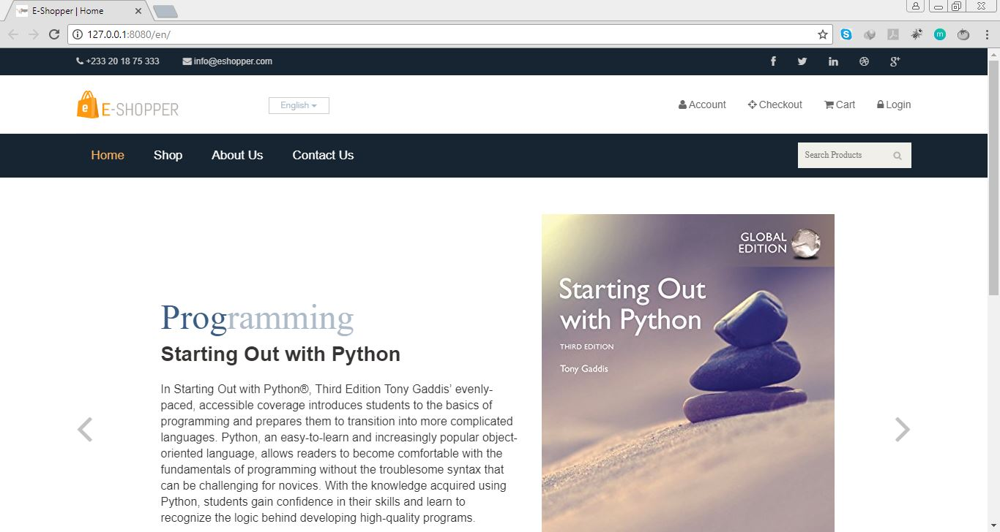 E-Shopper | Home
127.0.0.1:8080/en/
+233 20 18 75 333 info@eshopper.com
E-SHOPPER English Account Checkout Cart Login
Home Shop About Us Contact Us Search Products
GLOBAL
EDITION
Starting Out
with Python
THIRD EDITION
Tony Gaddis
Programming
Starting Out with Python
In Starting Out with Python®, Third Edition Tony Gaddis’ evenly-
paced, accessible coverage introduces students to the basics of
programming and prepares them to transition into more complicated
languages. Python, an easy-to-learn and increasingly popular object-
oriented language, allows readers to become comfortable with the
fundamentals of programming without the troublesome syntax that
can be challenging for novices. With the knowledge acquired using
Python, students gain confidence in their skills and learn to
recognize the logic behind developing high-quality programs.